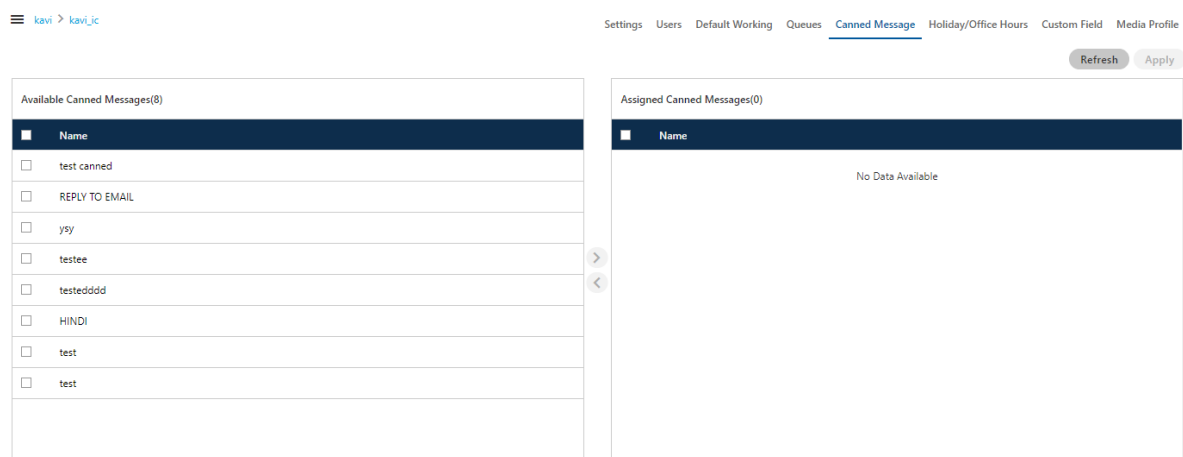 kavi > kavi_ic
Settings Users Default Working Queues Canned Message Holiday/Office Hours Custom Field Media Profile
Refresh Apply
Available Canned Messages(8)
Name
test canned
REPLY TO EMAIL
ysy
testee
testedddd
HINDI
test
test
Assigned Canned Messages(0)
Name
No Data Available